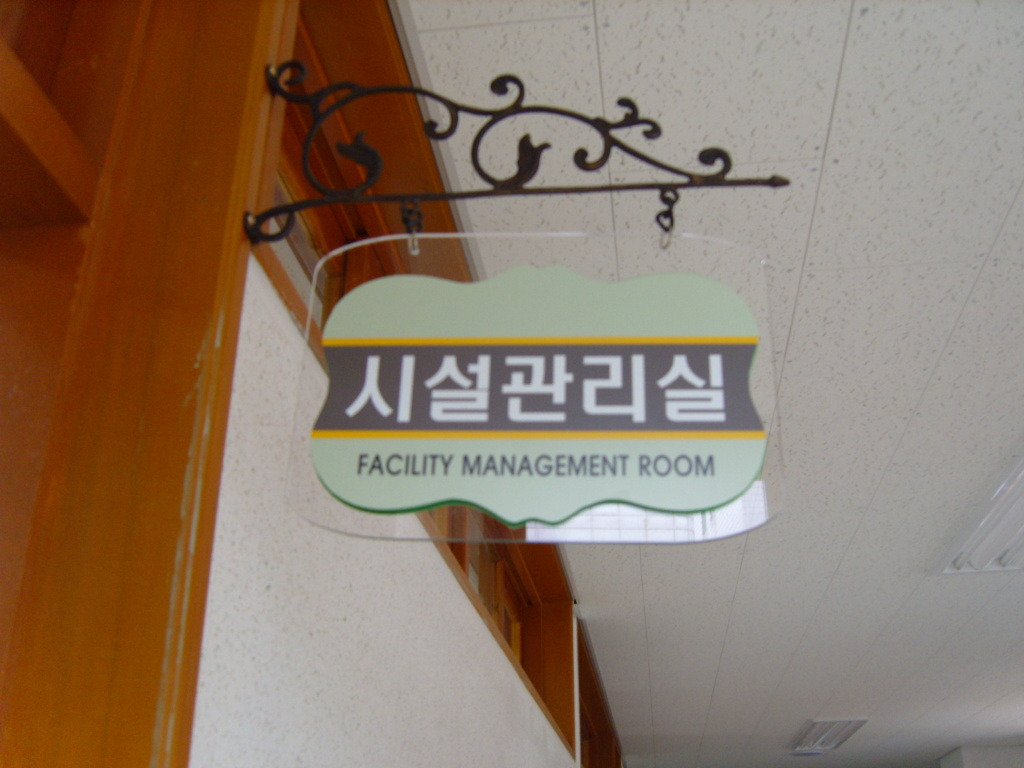 시설관리실
FACILITY MANAGEMENT ROOM